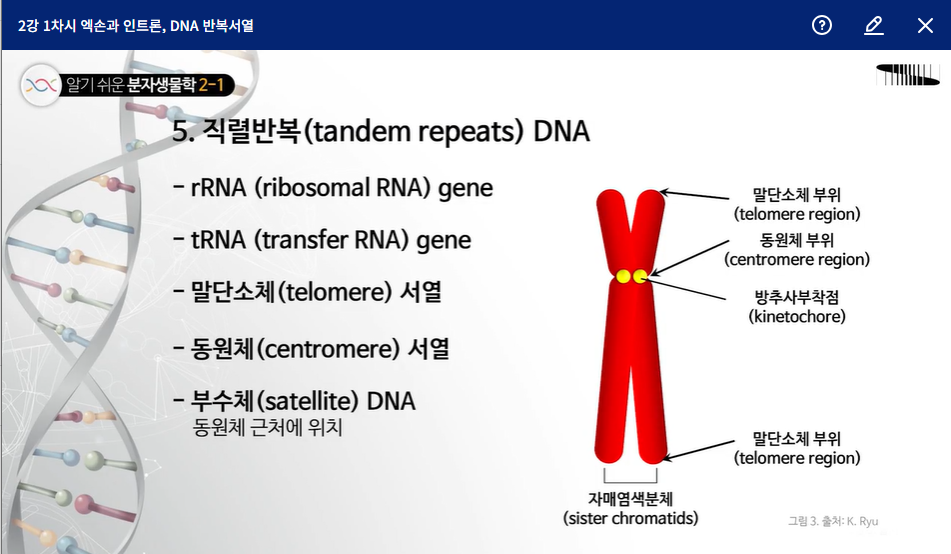 2강 1차시 엑손과 인트론, DNA 반복서열
알기 쉬운 분자생물학 2-1
5. 직렬반복(tandem repeats) DNA
- rRNA (ribosomal RNA) gene
- tRNA (transfer RNA) gene
- 말단소체(telomere) 서열
- 동원체(centromere) 서열
- 부수체(satellite) DNA
동원체 근처에 위치
말단소체 부위
(telomere region)
동원체 부위
(centromere region)
방추사부착점
(kinetochore)
말단소체 부위
(telomere region)
자매염색분체
(sister chromatids)
그림 3. 출처: K. Ryu